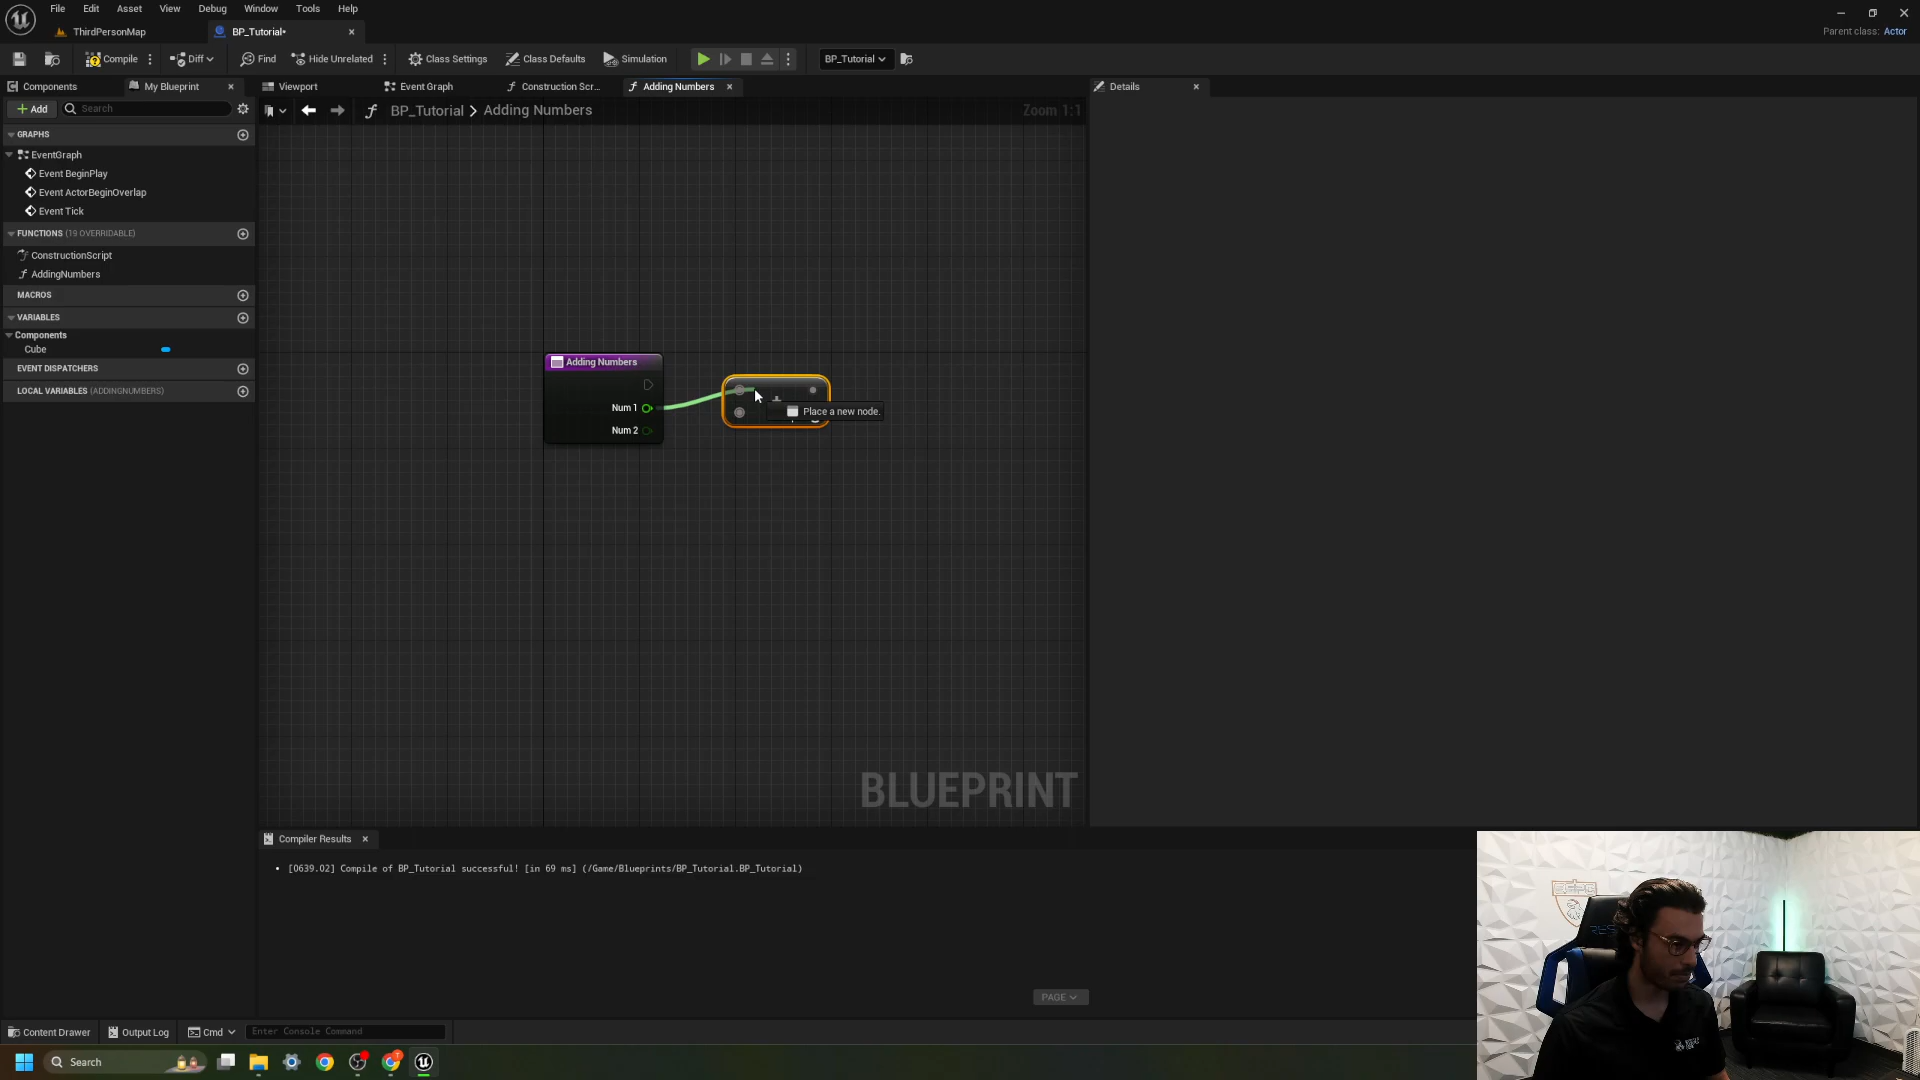 File Edit Asset View Debug Window Tools Help
ThirdPersonMap
BP_Tutorial•
Parent class: Actor
Compile
Diff
Find
Hide Unrelated
Class Settings
Class Defaults
Simulation
BP_Tutorial
Components
My Blueprint
Viewport
Event Graph
Construction Scr...
Adding Numbers
Details
Add
Search
BP_Tutorial > Adding Numbers
Zoom 1:1
GRAPHS
EventGraph
Event BeginPlay
Event ActorBeginOverlap
Event Tick
FUNCTIONS (19 OVERRIDABLE)
ConstructionScript
AddingNumbers
MACROS
VARIABLES
Components
Cube
EVENT DISPATCHERS
LOCAL VARIABLES (ADDINGNUMBERS)
Adding Numbers
Num 1
Num 2
Place a new node.
BLUEPRINT
Compiler Results
• [0639.02] Compile of BP_Tutorial successful! [in 69 ms] (/Game/Blueprints/BP_Tutorial.BP_Tutorial)
PAGE
Content Drawer
Output Log
Cmd
Enter Console Command
Search